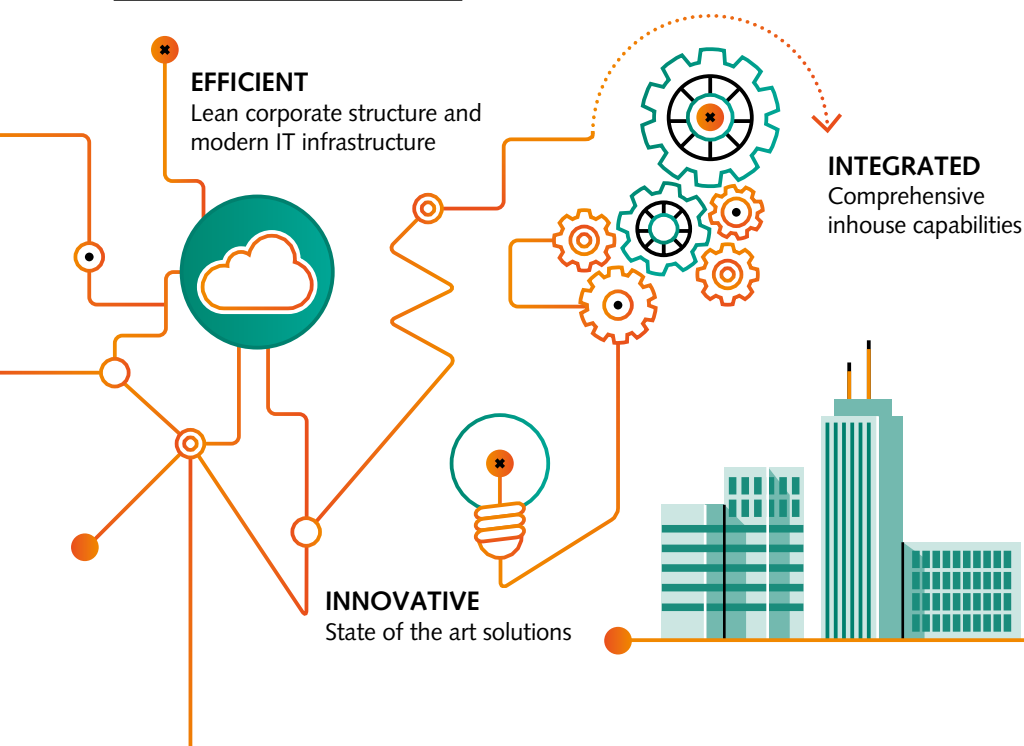 EFFICIENT
Lean corporate structure and
modern IT infrastructure
INTEGRATED
Comprehensive
inhouse capabilities
INNOVATIVE
State of the art solutions